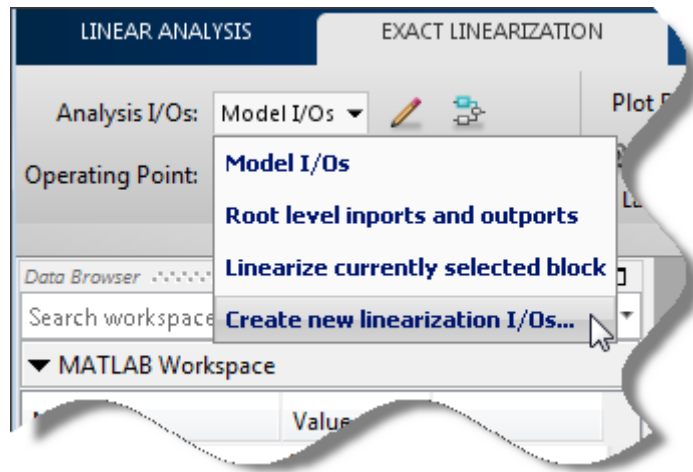 LINEAR ANALYSIS
EXACT LINEARIZATION
Analysis I/Os:
Model I/Os
Plot
Operating Point:
Model I/Os
Root level inports and outports
Linearize currently selected block
Create new linearization I/Os...
Data Browser
Search workspace
MATLAB Workspace
Value